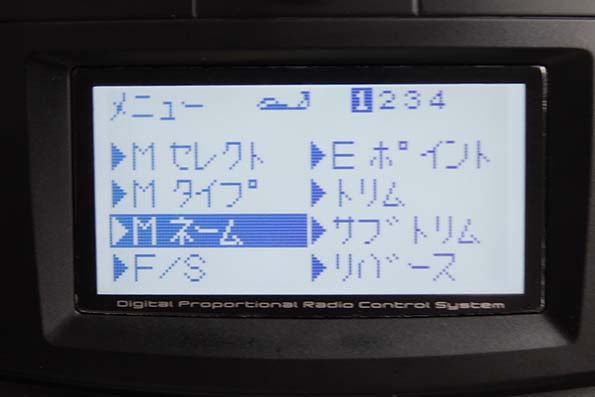 メニュー 1234
M セレクト E ポイント
M タイプ トリム
M ネーム サブトリム
F/S リバース
Digital Proportional Radio Control System